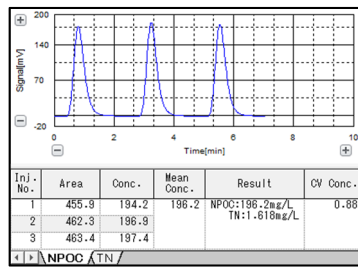 200
140
70
-20
Signal[mV]
0 2 4 6 8 10
Time[min]
Inj. No. Area Conc. Mean Conc. Result CV Conc.
1 455.9 194.2 196.2 NPOC:196.2mg/L 0.88
TN:1.618mg/L
2 462.3 196.9
3 463.4 197.4
NPOC TN